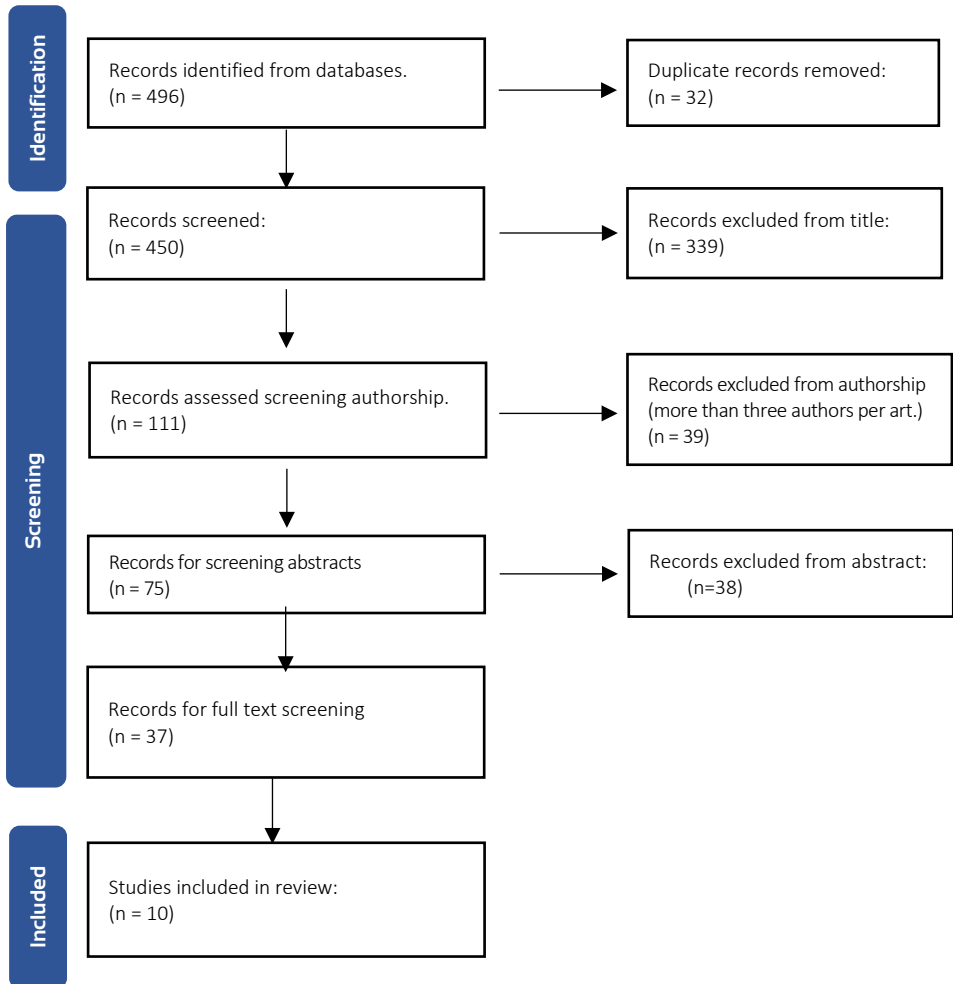 Identification
Records identified from databases.
(n = 496)
Duplicate records removed:
(n = 32)
Screening
Records screened:
(n = 450)
Records excluded from title:
(n = 339)
Records assessed screening authorship.
(n = 111)
Records excluded from authorship
(more than three authors per art.)
(n = 39)
Records for screening abstracts
(n = 75)
Records excluded from abstract:
(n=38)
Records for full text screening
(n = 37)
Included
Studies included in review:
(n = 10)